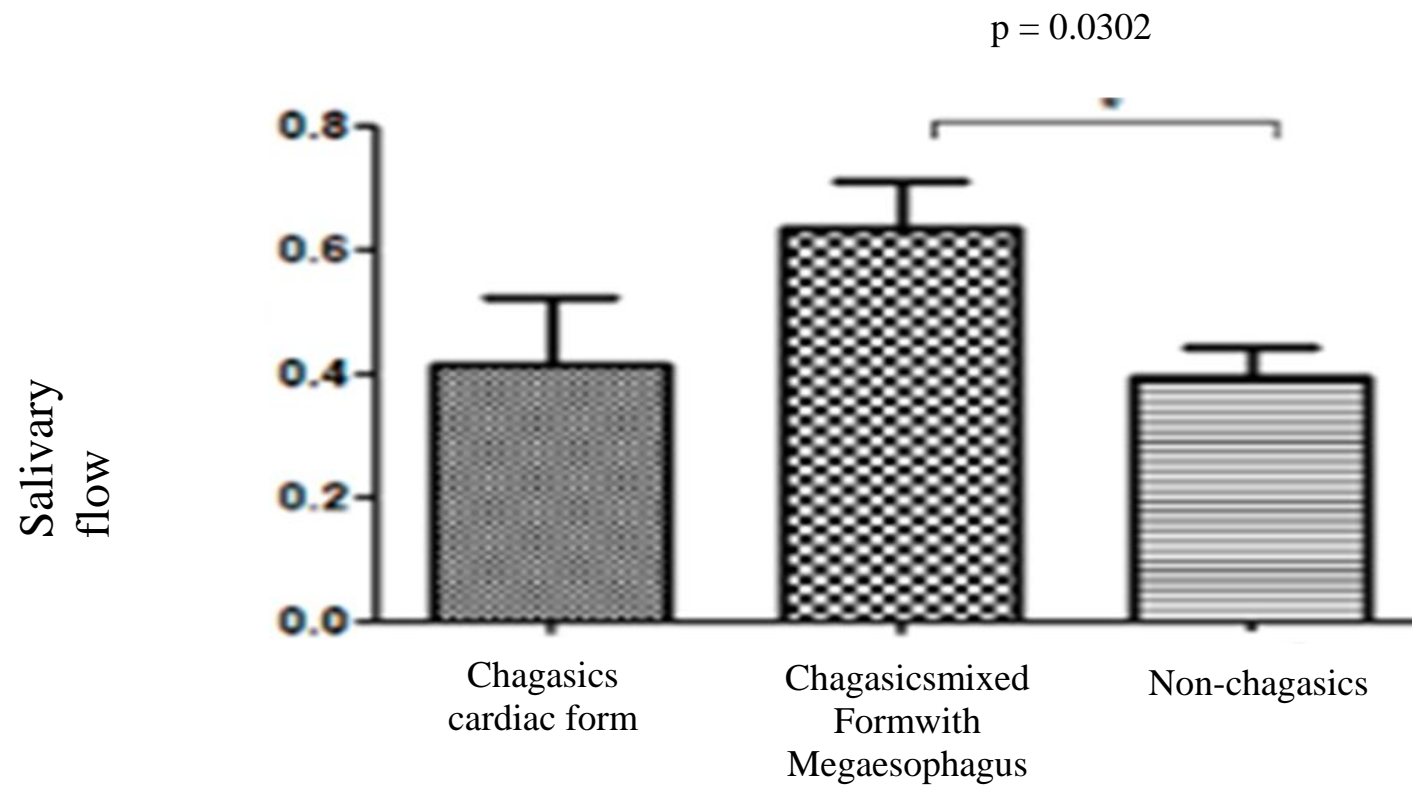 p = 0.0302
0.8
0.6
0.4
0.2
0.0
Salivary
flow
Chagasics
cardiac form
Chagasicsmixed
Formwith
Megaesophagus
Non-chagasics